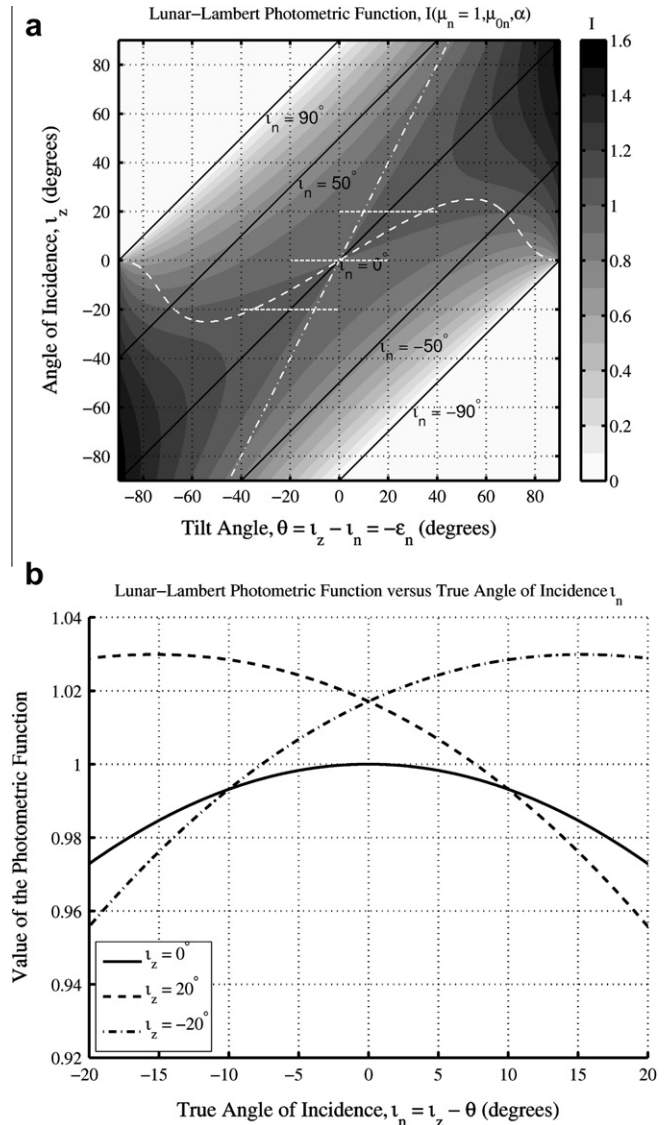 a
Lunar–Lambert Photometric Function, I(μn = 1,μ0n,α)
I
80
60
40
20
0
−20
−40
−60
−80
Angle of Incidence, ιz (degrees)
ιn = 90°
ιn = 50°
ιn = 0°
ιn = −50°
ιn = −90°
−80 −60 −40 −20 0 20 40 60 80
Tilt Angle, θ = ιz − ιn = −εn (degrees)
1.6
1.4
1.2
1
0.8
0.6
0.4
0.2
0
b
Lunar–Lambert Photometric Function versus True Angle of Incidence ιn
1.04
1.02
1
0.98
0.96
0.94
0.92
Value of the Photometric Function
ιz = 0°
ιz = 20°
ιz = −20°
−20 −15 −10 −5 0 5 10 15 20
True Angle of Incidence, ιn = ιz − θ (degrees)